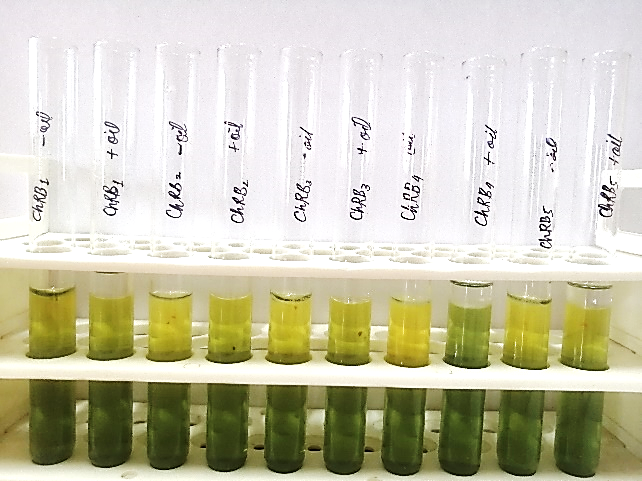 ChRB1 -oil
ChRB1 + oil
ChRB2 -oil
ChRB2 + oil
ChRB3 -oil
ChRB3 + oil
ChRB4
ChRB4 + oil
ChRB5 -oil
ChRB5 + oil